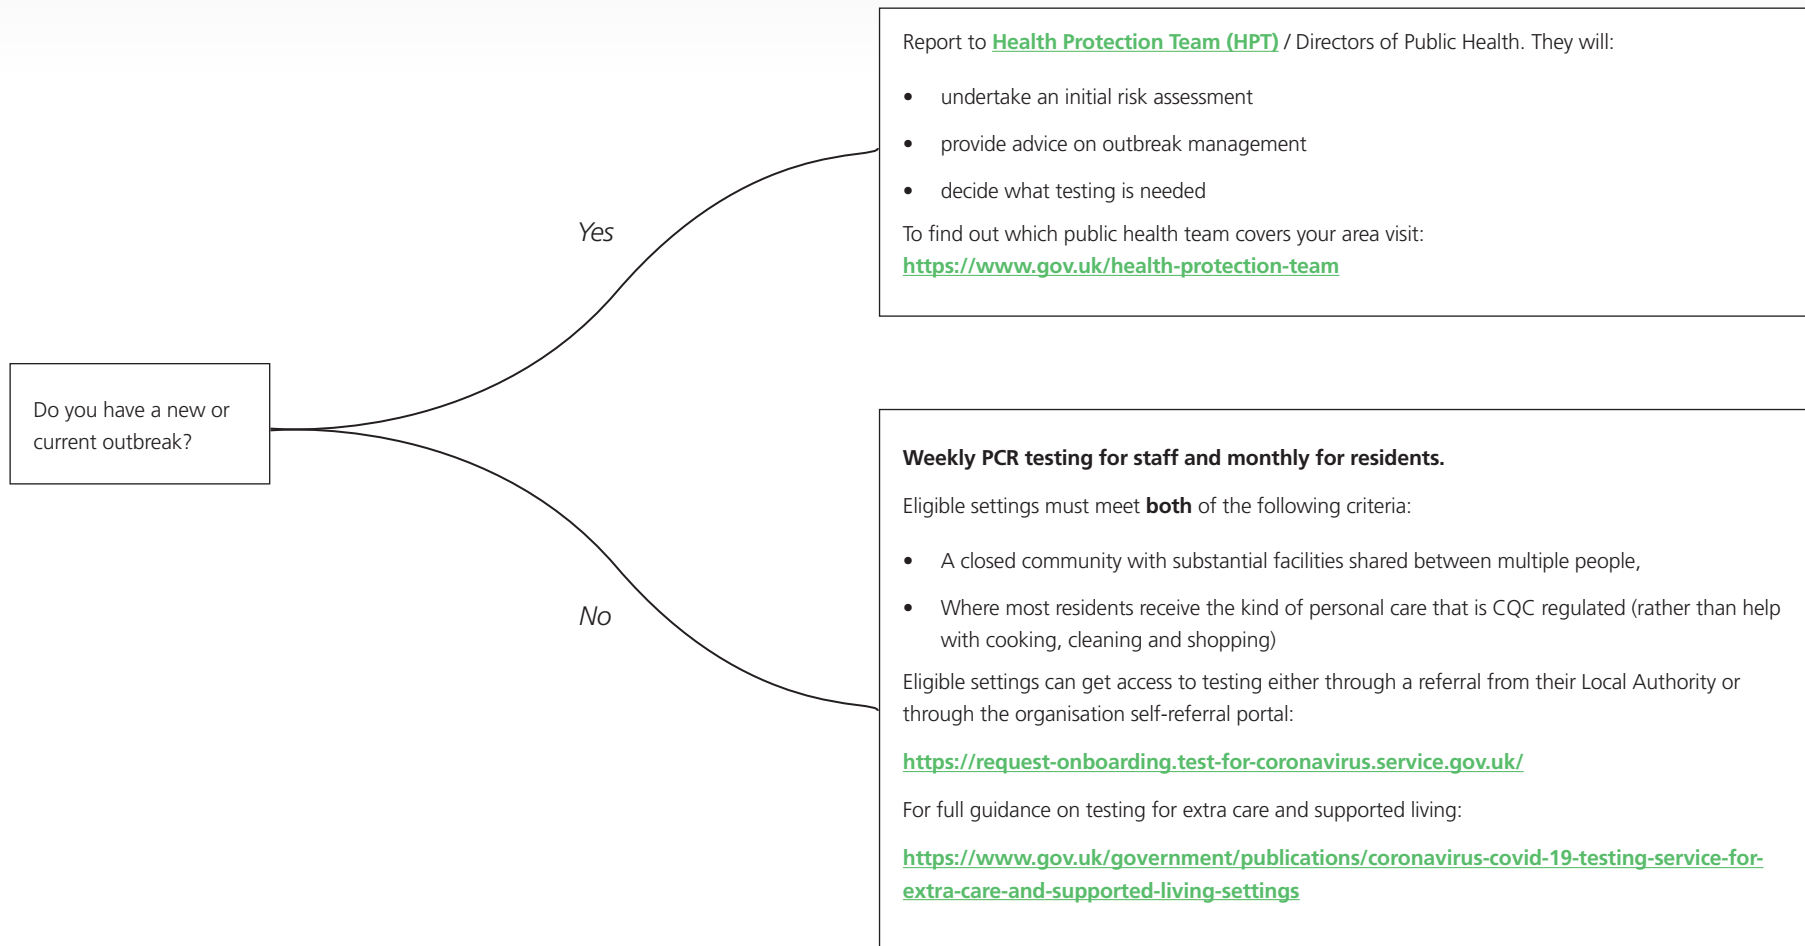 Do you have a new or
current outbreak?
Yes
Report to Health Protection Team (HPT) / Directors of Public Health. They will:
• undertake an initial risk assessment
• provide advice on outbreak management
• decide what testing is needed
To find out which public health team covers your area visit:
https://www.gov.uk/health-protection-team
No
Weekly PCR testing for staff and monthly for residents.
Eligible settings must meet both of the following criteria:
• A closed community with substantial facilities shared between multiple people,
• Where most residents receive the kind of personal care that is CQC regulated (rather than help
with cooking, cleaning and shopping)
Eligible settings can get access to testing either through a referral from their Local Authority or
through the organisation self-referral portal:
https://request-onboarding.test-for-coronavirus.service.gov.uk/
For full guidance on testing for extra care and supported living:
https://www.gov.uk/government/publications/coronavirus-covid-19-testing-service-for-
extra-care-and-supported-living-settings